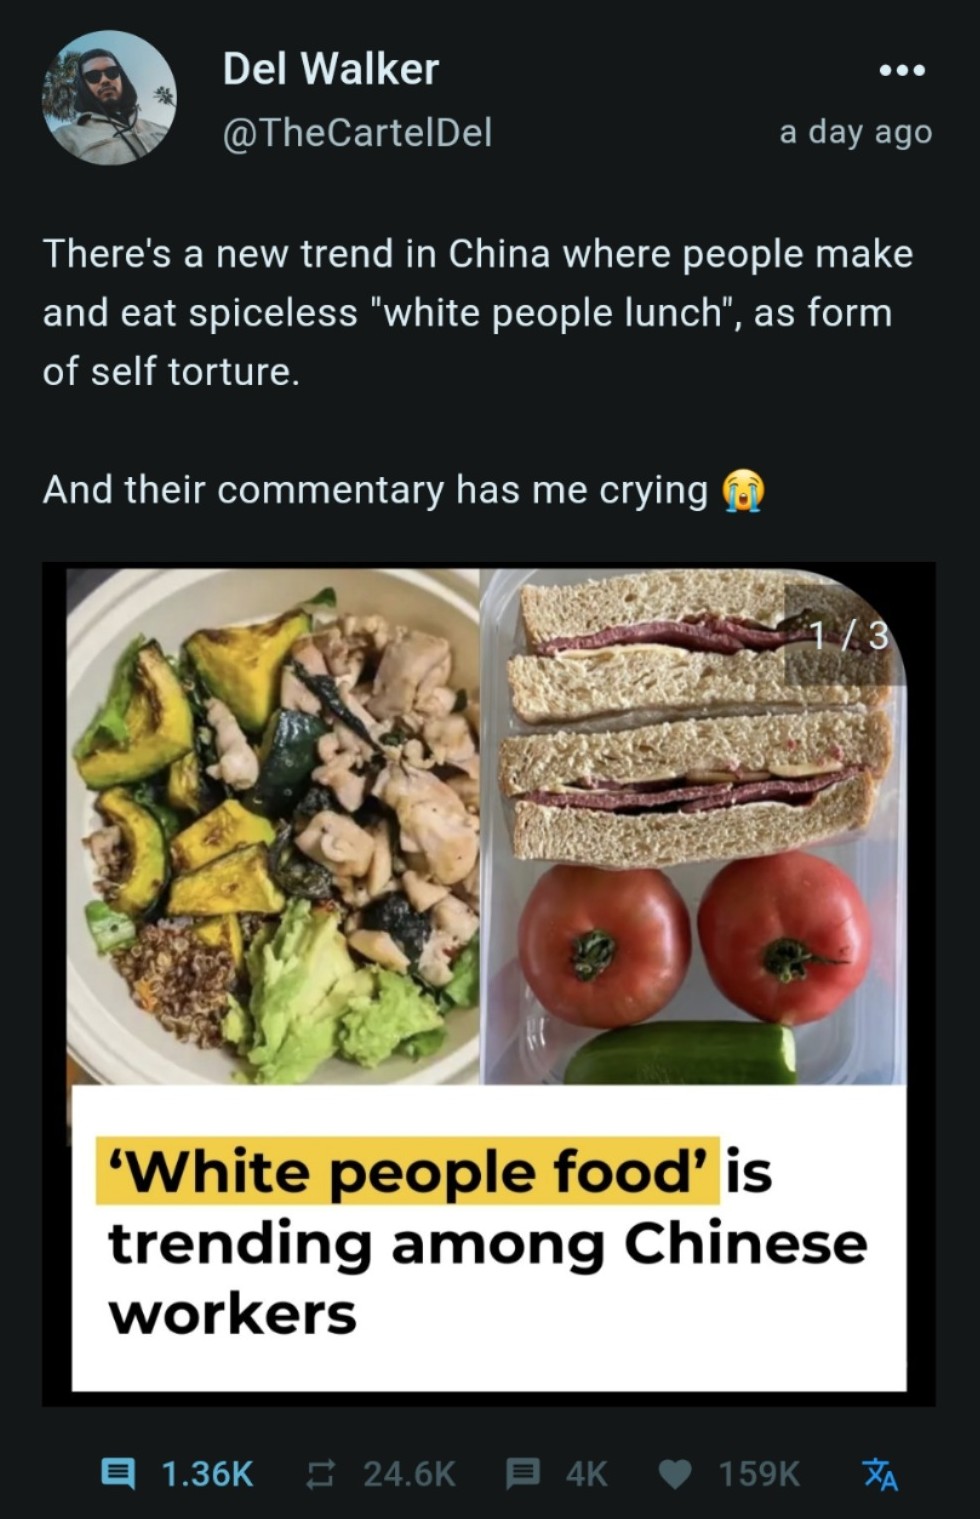 Del Walker
@TheCartelDel
a day ago
There's a new trend in China where people make
and eat spiceless "white people lunch", as form
of self torture.
And their commentary has me crying 😭
1 / 3
‘White people food’ is
trending among Chinese
workers
1.36K 24.6K 4K 159K